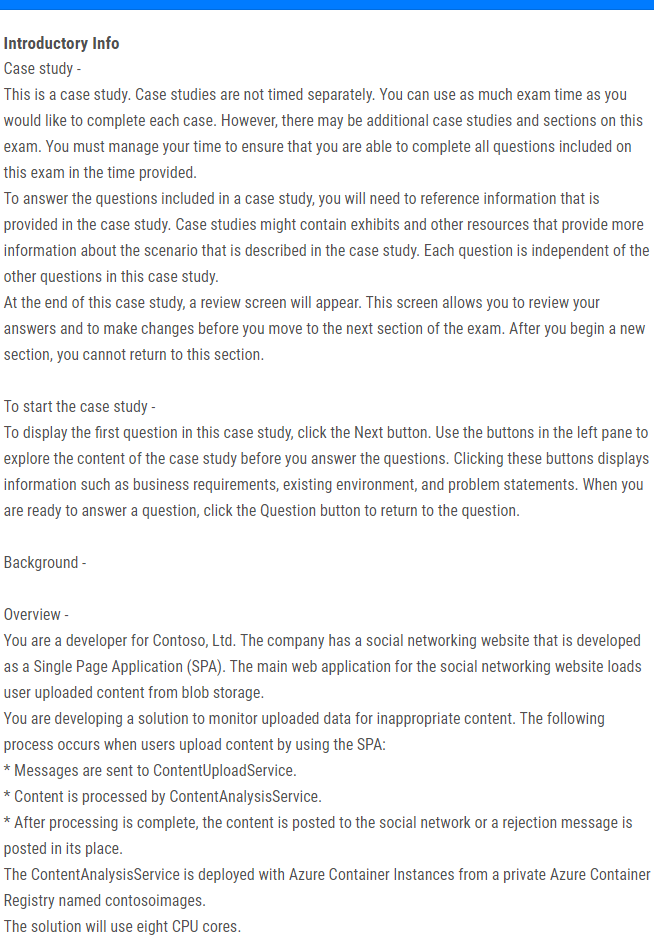 Introductory Info
Case study -
This is a case study. Case studies are not timed separately. You can use as much exam time as you
would like to complete each case. However, there may be additional case studies and sections on this
exam. You must manage your time to ensure that you are able to complete all questions included on
this exam in the time provided.
To answer the questions included in a case study, you will need to reference information that is
provided in the case study. Case studies might contain exhibits and other resources that provide more
information about the scenario that is described in the case study. Each question is independent of the
other questions in this case study.
At the end of this case study, a review screen will appear. This screen allows you to review your
answers and to make changes before you move to the next section of the exam. After you begin a new
section, you cannot return to this section.
To start the case study -
To display the first question in this case study, click the Next button. Use the buttons in the left pane to
explore the content of the case study before you answer the questions. Clicking these buttons displays
information such as business requirements, existing environment, and problem statements. When you
are ready to answer a question, click the Question button to return to the question.
Background -
Overview -
You are a developer for Contoso, Ltd. The company has a social networking website that is developed
as a Single Page Application (SPA). The main web application for the social networking website loads
user uploaded content from blob storage.
You are developing a solution to monitor uploaded data for inappropriate content. The following
process occurs when users upload content by using the SPA:
* Messages are sent to ContentUploadService.
* Content is processed by ContentAnalysisService.
* After processing is complete, the content is posted to the social network or a rejection message is
posted in its place.
The ContentAnalysisService is deployed with Azure Container Instances from a private Azure Container
Registry named contosoimages.
The solution will use eight CPU cores.